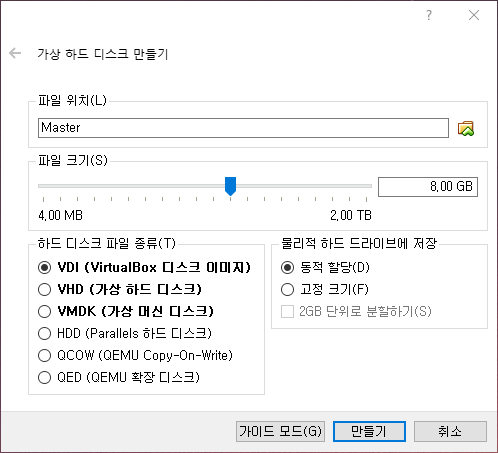 ?
가상 하드 디스크 만들기
파일 위치(L)
Master
파일 크기(S)
8,00 GB
4,00 MB 2,00 TB
하드 디스크 파일 종류(T)
VDI (VirtualBox 디스크 이미지)
VHD (가상 하드 디스크)
VMDK (가상 머신 디스크)
HDD (Parallels 하드 디스크)
QCOW (QEMU Copy-On-Write)
QED (QEMU 확장 디스크)
물리적 하드 드라이브에 저장
동적 할당(D)
고정 크기(F)
2GB 단위로 분할하기(S)
가이드 모드(G) 만들기 취소